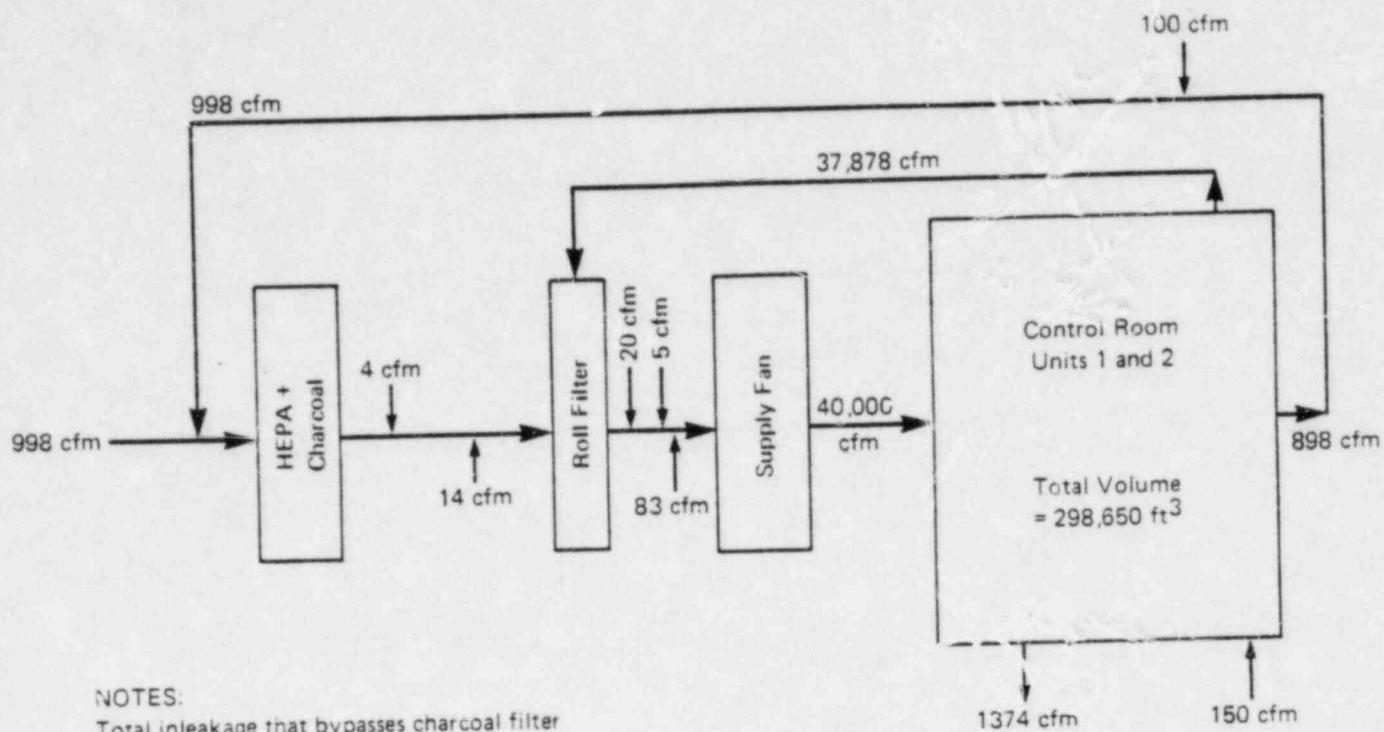 100 cfm
998 cfm
37,878 cfm
HEPA +
Charcoal
4 cfm
14 cfm
Roll Filter
20 cfm
5 cfm
83 cfm
Supply Fan
40,000
cfm
Control Room
Units 1 and 2
Total Volume
= 298,650 ft³
998 cfm
898 cfm
1374 cfm
150 cfm
NOTES:
Total inleakage that bypasses charcoal filter